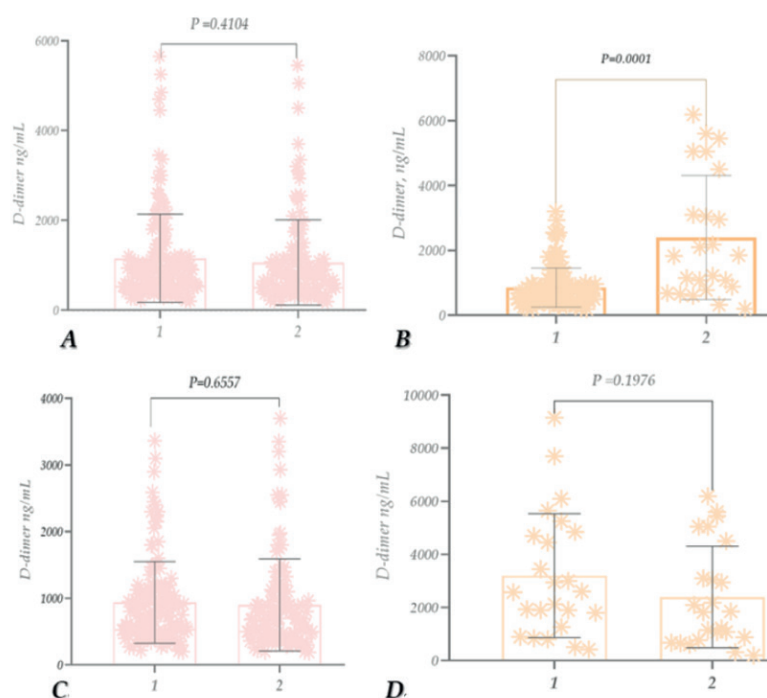 P =0.4104
6000
4000
2000
0
D-dimer ng/mL
1 2
A
P=0.0001
8000
6000
4000
2000
0
D-dimer, ng/mL
1 2
B
P=0.6557
4000
3000
2000
1000
0
D-dimer ng/mL
1 2
C
P =0.1976
10000
8000
6000
4000
2000
0
D-dimer ng/mL
1 2
D